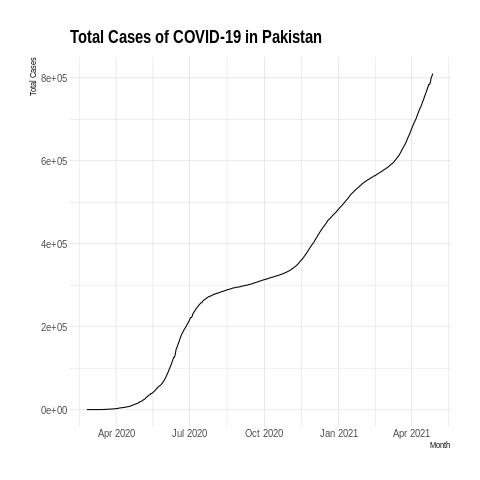 Total Cases of COVID-19 in Pakistan
Total Cases
8e+05
6e+05
4e+05
2e+05
0e+00
Apr 2020 Jul 2020 Oct 2020 Jan 2021 Apr 2021
Month